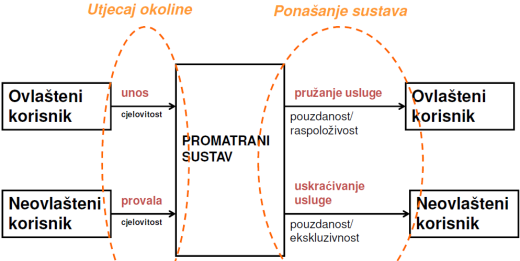 Utjecaj okoline
Ponašanje sustava
Ovlašteni
korisnik
unos
cjelovitost
PROMATRANI
SUSTAV
pružanje usluge
pouzdanost/
raspoloživost
Ovlašteni
korisnik
Neovlašteni
korisnik
provala
cjelovitost
uskraćivanje
usluge
pouzdanost/
ekskluzivnost
Neovlašteni
korisnik